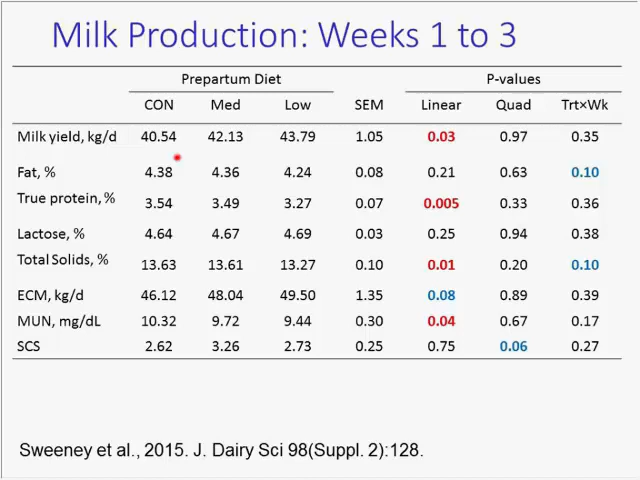 Milk Production: Weeks 1 to 3
Prepartum Diet P-values
CON Med Low SEM Linear Quad Trt×Wk
Milk yield, kg/d 40.54 42.13 43.79 1.05 0.03 0.97 0.35
Fat, % 4.38 4.36 4.24 0.08 0.21 0.63 0.10
True protein, % 3.54 3.49 3.27 0.07 0.005 0.33 0.36
Lactose, % 4.64 4.67 4.69 0.03 0.25 0.94 0.38
Total Solids, % 13.63 13.61 13.27 0.10 0.01 0.20 0.10
ECM, kg/d 46.12 48.04 49.50 1.35 0.08 0.89 0.39
MUN, mg/dL 10.32 9.72 9.44 0.30 0.04 0.67 0.17
SCS 2.62 3.26 2.73 0.25 0.75 0.06 0.27
Sweeney et al., 2015. J. Dairy Sci 98(Suppl. 2):128.